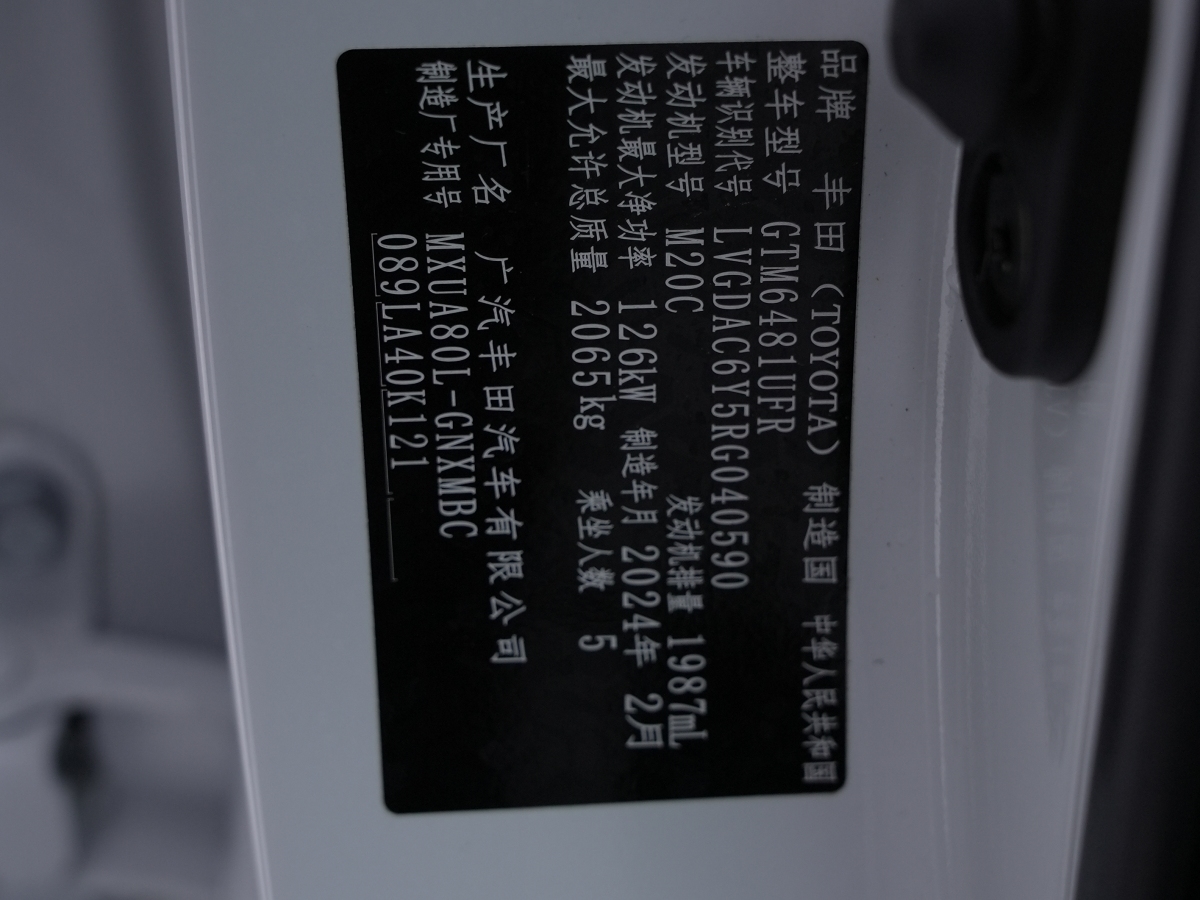 品牌 丰田（TOYOTA） 制造国 中华人民共和国
整车型号 GTM6481UFR
车辆识别代号 LVGDAC6Y5RG040590
发动机型号 M20C 发动机排量 1987mL
发动机最大净功率 126kW 制造年月 2024年 2月
最大允许总质量 2065kg 乘坐人数 5
生产厂名 广汽丰田汽车有限公司
制造厂专用号 MXUA80L-GNXMBC
089LA40K121